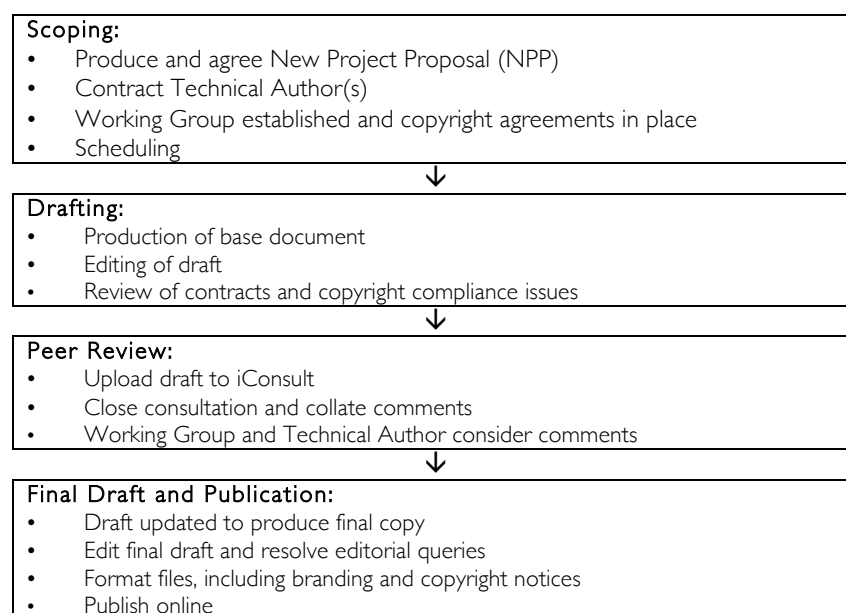 Scoping:
• Produce and agree New Project Proposal (NPP)
• Contract Technical Author(s)
• Working Group established and copyright agreements in place
• Scheduling
↓
Drafting:
• Production of base document
• Editing of draft
• Review of contracts and copyright compliance issues
↓
Peer Review:
• Upload draft to iConsult
• Close consultation and collate comments
• Working Group and Technical Author consider comments
↓
Final Draft and Publication:
• Draft updated to produce final copy
• Edit final draft and resolve editorial queries
• Format files, including branding and copyright notices
• Publish online